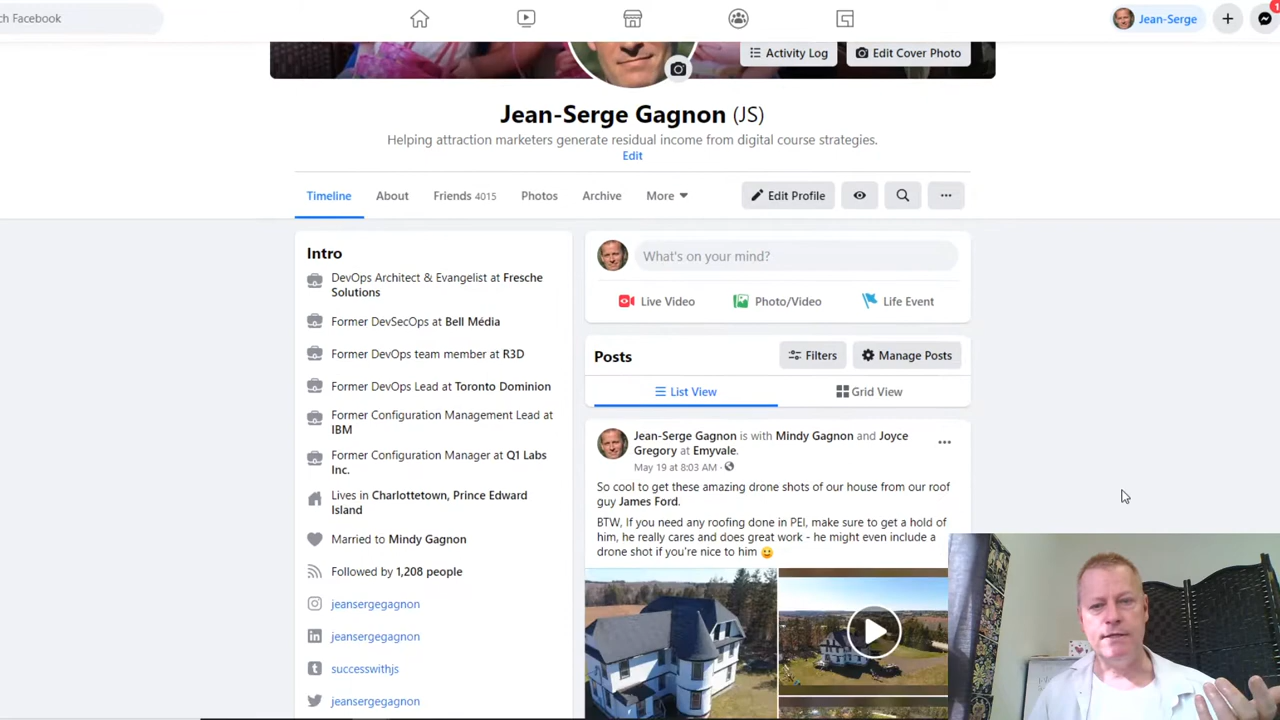 ch Facebook
Jean-Serge
1
Activity Log
Edit Cover Photo
Jean-Serge Gagnon (JS)
Helping attraction marketers generate residual income from digital course strategies.
Edit
Timeline
About
Friends 4015
Photos
Archive
More
Edit Profile
Intro
DevOps Architect & Evangelist at Fresche
Solutions
Former DevSecOps at Bell Média
Former DevOps team member at R3D
Former DevOps Lead at Toronto Dominion
Former Configuration Management Lead at
IBM
Former Configuration Manager at Q1 Labs
Inc.
Lives in Charlottetown, Prince Edward
Island
Married to Mindy Gagnon
Followed by 1,208 people
jeansergegagnon
jeansergegagnon
successwithjs
jeansergegagnon
What's on your mind?
Live Video
Photo/Video
Life Event
Posts
Filters
Manage Posts
List View
Grid View
Jean-Serge Gagnon is with Mindy Gagnon and Joyce
Gregory at Emyvale.
May 19 at 8:03 AM ·
So cool to get these amazing drone shots of our house from our roof
guy James Ford.
BTW, If you need any roofing done in PEI, make sure to get a hold of
him, he really cares and does great work - he might even include a
drone shot if you're nice to him 😀